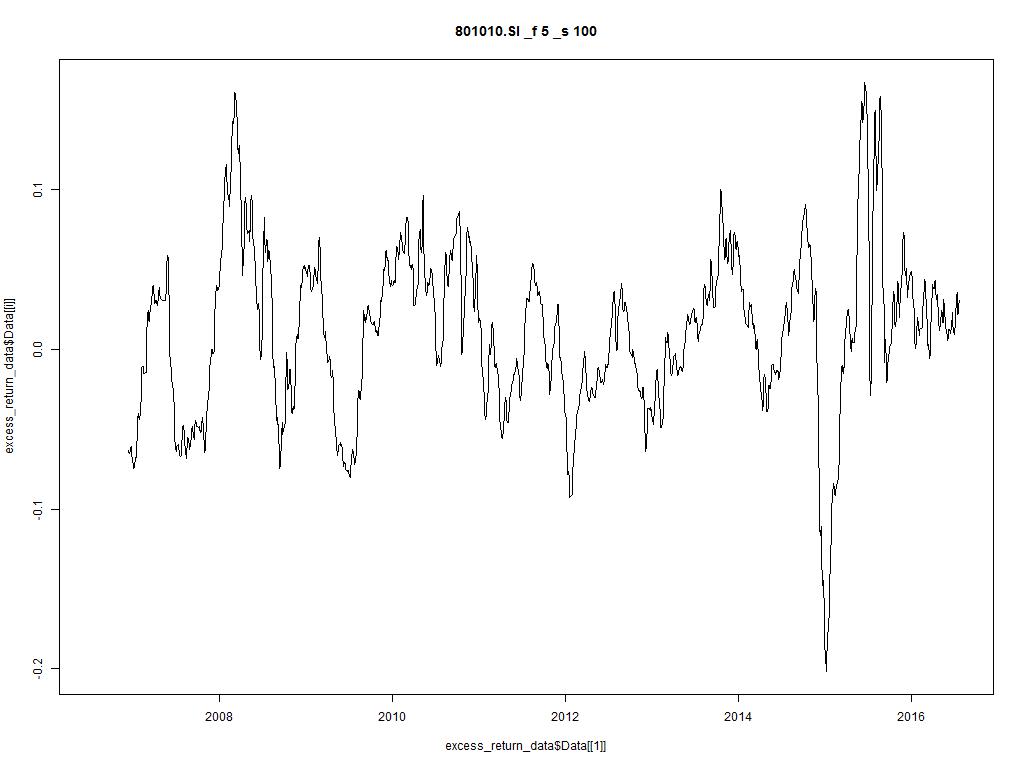 801010.SI _f 5 _s 100
excess_return_data$Data[[i]]
0.1
0.0
-0.1
-0.2
2008 2010 2012 2014 2016
excess_return_data$Data[[1]]